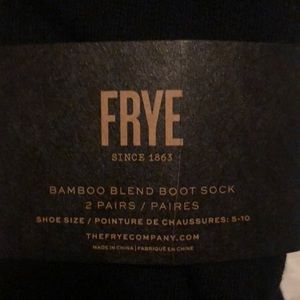 FRYE
SINCE 1863
BAMBOO BLEND BOOT SOCK
2 PAIRS / PAIRES
SHOE SIZE / POINTURE DE CHAUSSURES: 5-10
THEFRYECOMPANY.COM
MADE IN CHINA | FABRIQUÉ EN CHINE